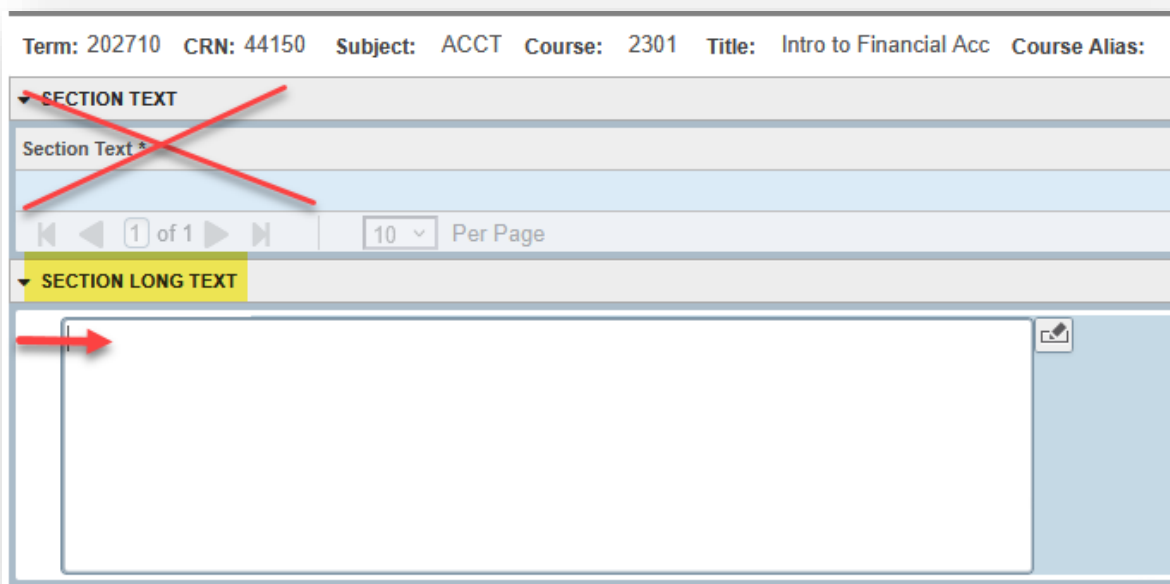 Term: 202710 CRN: 44150 Subject: ACCT Course: 2301 Title: Intro to Financial Acc Course Alias:
SECTION TEXT
Section Text *
1 of 1 10 Per Page
SECTION LONG TEXT